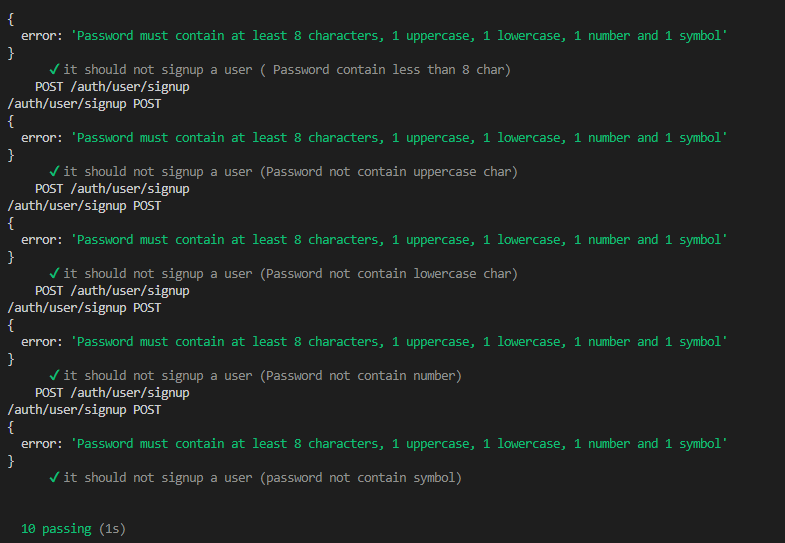 {
  error: 'Password must contain at least 8 characters, 1 uppercase, 1 lowercase, 1 number and 1 symbol'
}
      ✓ it should not signup a user ( Password contain less than 8 char)
    POST /auth/user/signup
/auth/user/signup POST
{
  error: 'Password must contain at least 8 characters, 1 uppercase, 1 lowercase, 1 number and 1 symbol'
}
      ✓ it should not signup a user (Password not contain uppercase char)
    POST /auth/user/signup
/auth/user/signup POST
{
  error: 'Password must contain at least 8 characters, 1 uppercase, 1 lowercase, 1 number and 1 symbol'
}
      ✓ it should not signup a user (Password not contain lowercase char)
    POST /auth/user/signup
/auth/user/signup POST
{
  error: 'Password must contain at least 8 characters, 1 uppercase, 1 lowercase, 1 number and 1 symbol'
}
      ✓ it should not signup a user (Password not contain number)
    POST /auth/user/signup
/auth/user/signup POST
{
  error: 'Password must contain at least 8 characters, 1 uppercase, 1 lowercase, 1 number and 1 symbol'
}
      ✓ it should not signup a user (password not contain symbol)
  10 passing (1s)